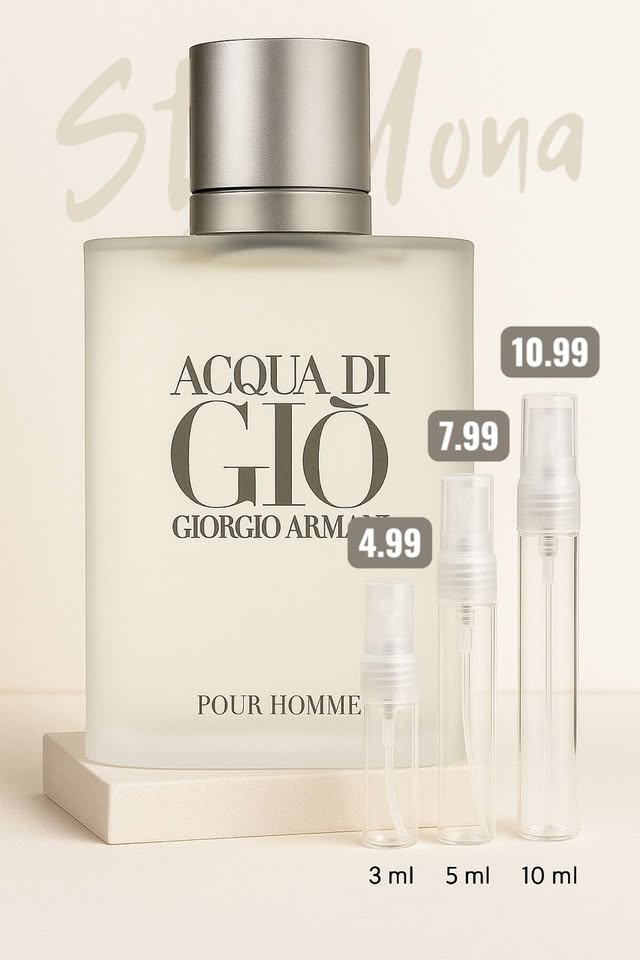 Mona
ACQUA DI
GIÒ
GIORGIO ARMANI
POUR HOMME
10.99
7.99
4.99
3 ml 5 ml 10 ml